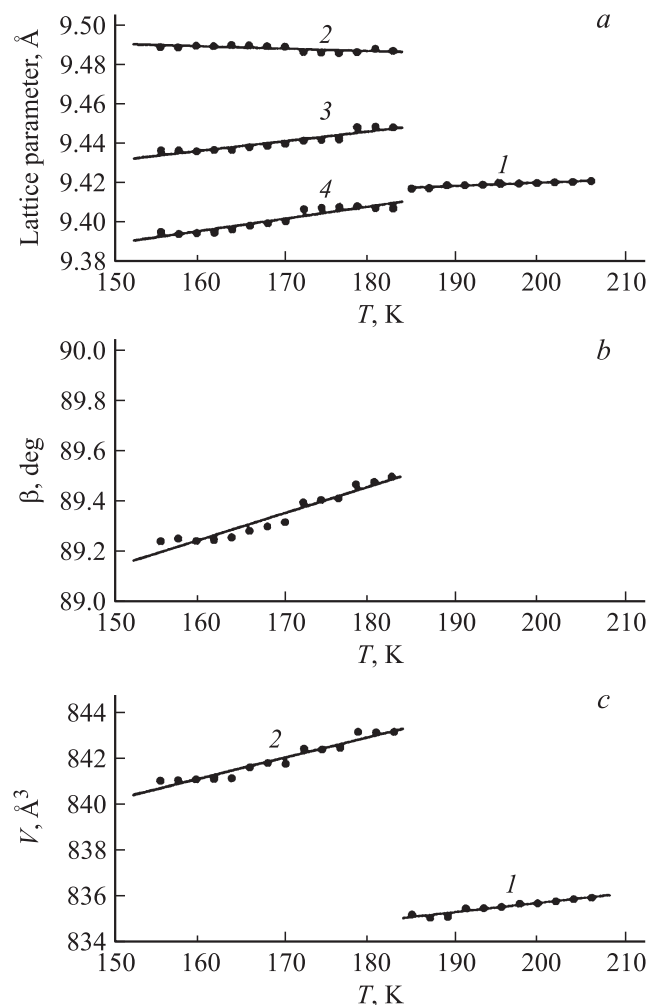 a
9.50
9.48
9.46
9.44
9.42
9.40
9.38
Lattice parameter, Å
2
3
4
1
150 160 170 180 190 200 210
T, K
b
90.0
89.8
89.6
89.4
89.2
89.0
β, deg
150 160 170 180 190 200 210
T, K
c
844
842
840
838
836
834
V, Å³
2
1
150 160 170 180 190 200 210
T, K